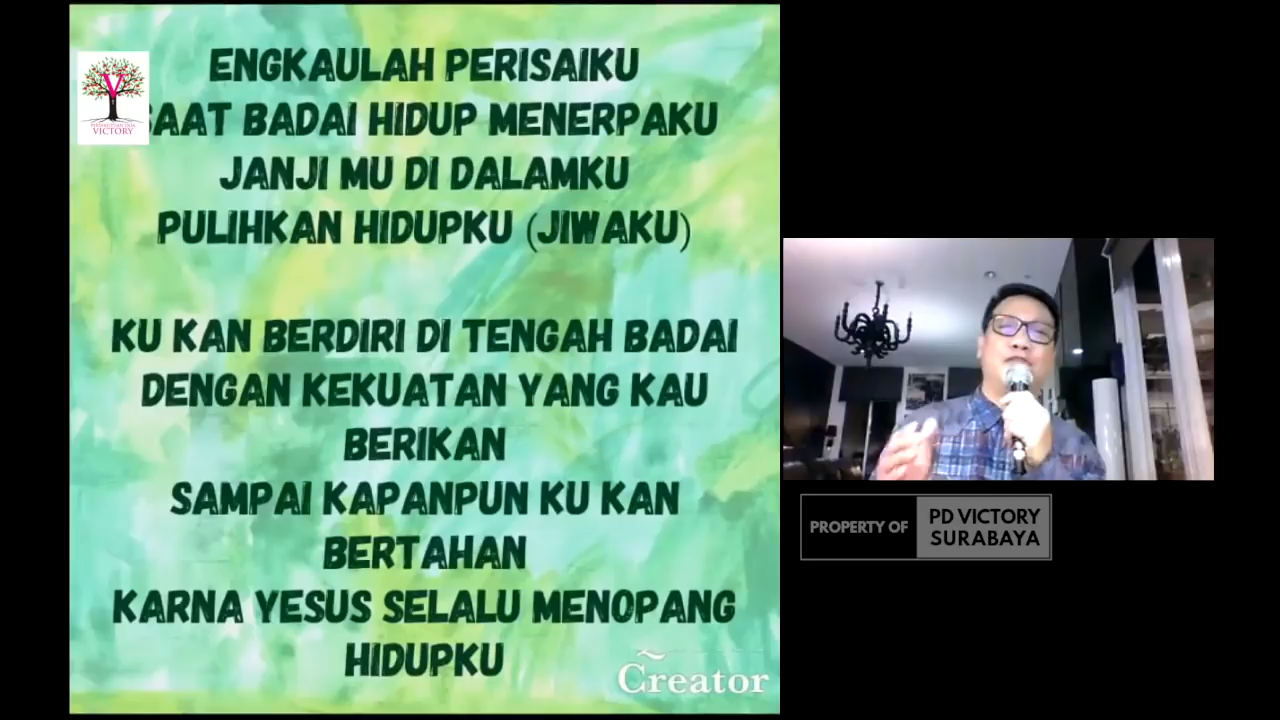 ENGKAULAH PERISAIKU
SAAT BADAI HIDUP MENERPAKU
JANJI MU DI DALAMKU
PULIHKAN HIDUPKU (JIWAKU)
KU KAN BERDIRI DI TENGAH BADAI
DENGAN KEKUATAN YANG KAU
BERIKAN
SAMPAI KAPANPUN KU KAN
BERTAHAN
KARNA YESUS SELALU MENOPANG
HIDUPKU
Creator
V
VICTORY
PROPERTY OF
PD VICTORY
SURABAYA